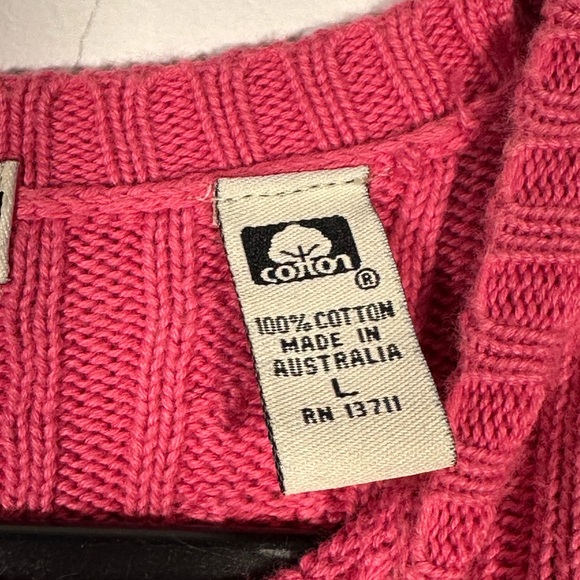 cotton
®
100% COTTON
MADE IN
AUSTRALIA
L
RN 13711